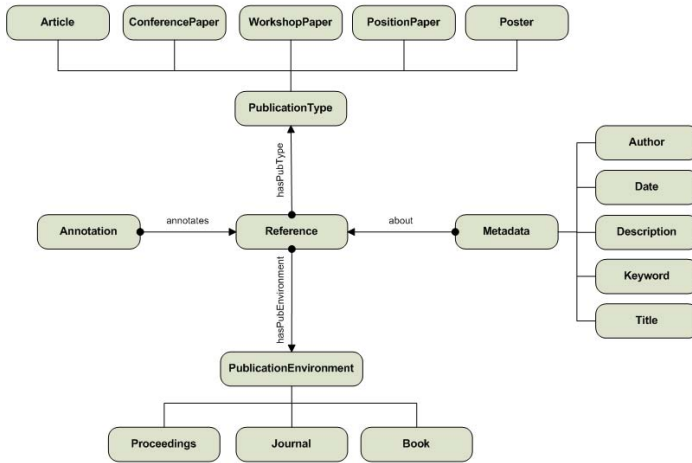 Article
ConferencePaper
WorkshopPaper
PositionPaper
Poster
PublicationType
hasPubType
Author
Date
Annotation
annotates
Reference
about
Metadata
Description
hasPubEnvironment
Keyword
Title
PublicationEnvironment
Proceedings
Journal
Book